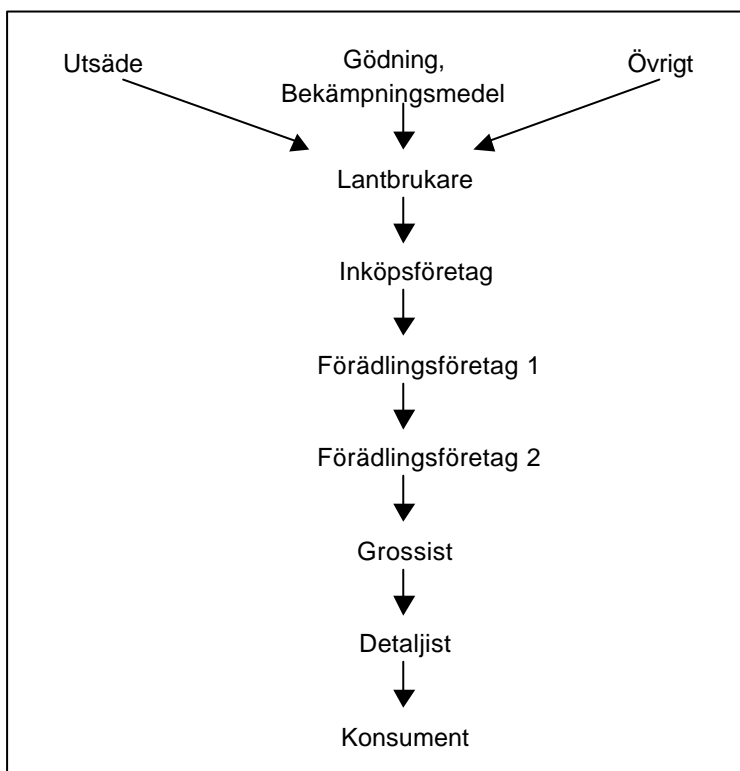 Utsäde
Gödning,
Bekämpningsmedel
Övrigt
Lantbrukare
Inköpsföretag
Förädlingsföretag 1
Förädlingsföretag 2
Grossist
Detaljist
Konsument